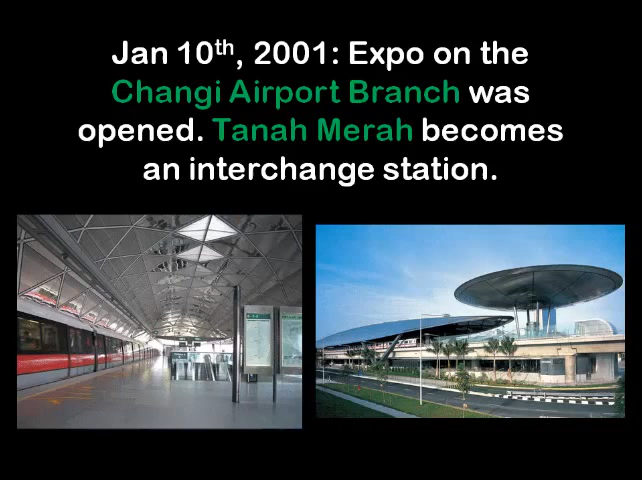 Jan 10th, 2001: Expo on the
Changi Airport Branch was
opened. Tanah Merah becomes
an interchange station.